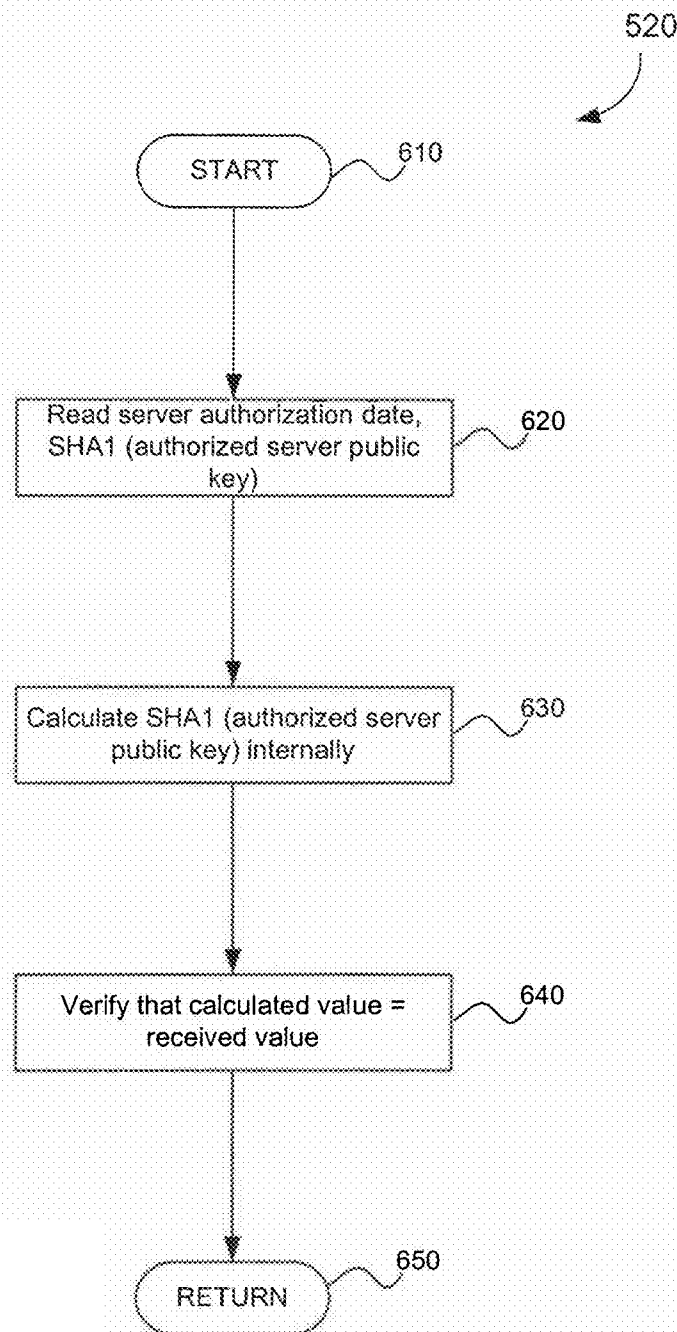 520
START
610
Read server authorization date,
SHA1 (authorized server public
key)
620
Calculate SHA1 (authorized server
public key) internally
630
Verify that calculated value =
received value
640
RETURN
650